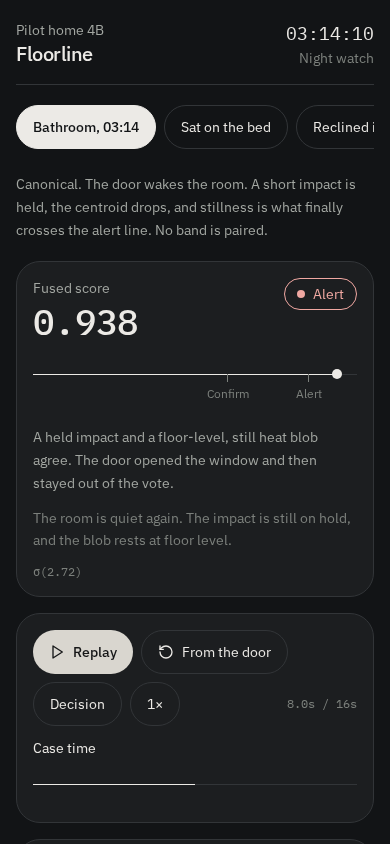 Pilot home 4B
03:14:10
Floorline
Night watch
Bathroom, 03:14
Sat on the bed
Reclined i
Canonical. The door wakes the room. A short impact is
held, the centroid drops, and stillness is what finally
crosses the alert line. No band is paired.
Fused score
Alert
0.938
Confirm
Alert
A held impact and a floor-level, still heat blob
agree. The door opened the window and then
stayed out of the vote.
The room is quiet again. The impact is still on hold,
and the blob rests at floor level.
σ(2.72)
Replay
From the door
Decision
1×
8.0s / 16s
Case time